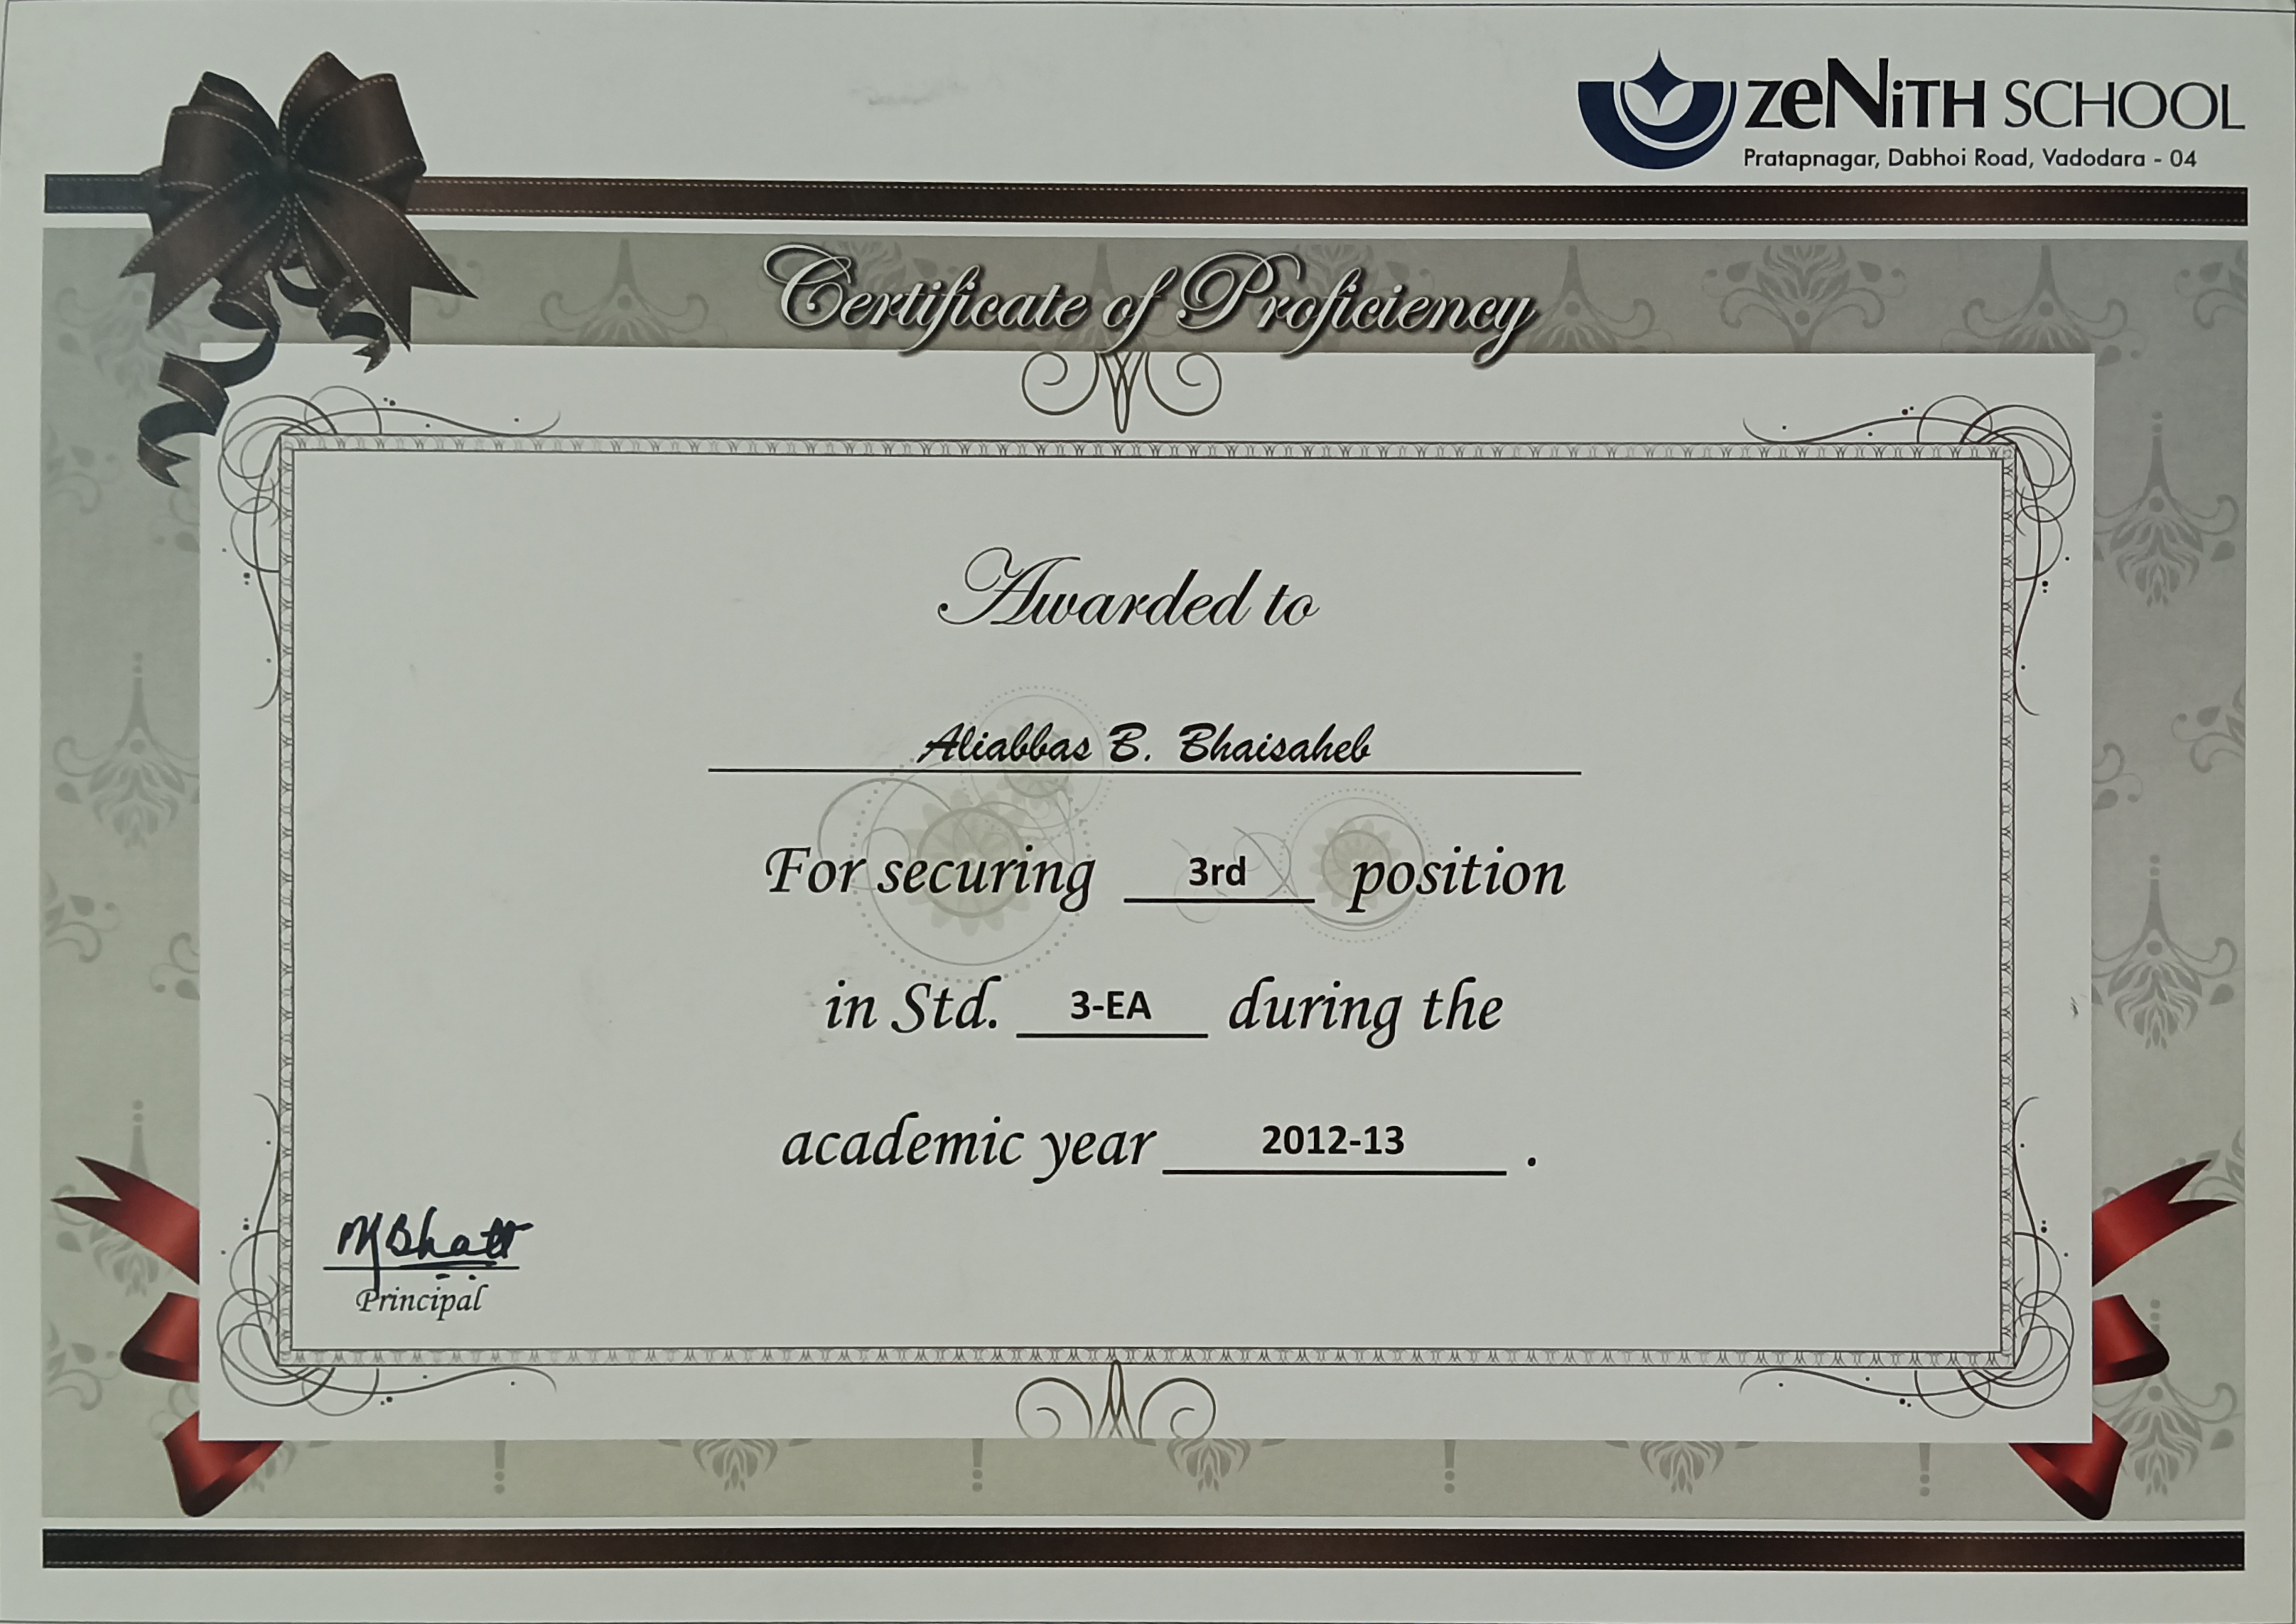 zeNiTH SCHOOL
Pratapnagar, Dabhoi Road, Vadodara - 04
Certificate of Proficiency
Awarded to
Aliabbas B. Bhaisaheb
For securing 3rd position
in Std. 3-EA during the
academic year 2012-13 .
MBhatt
Principal